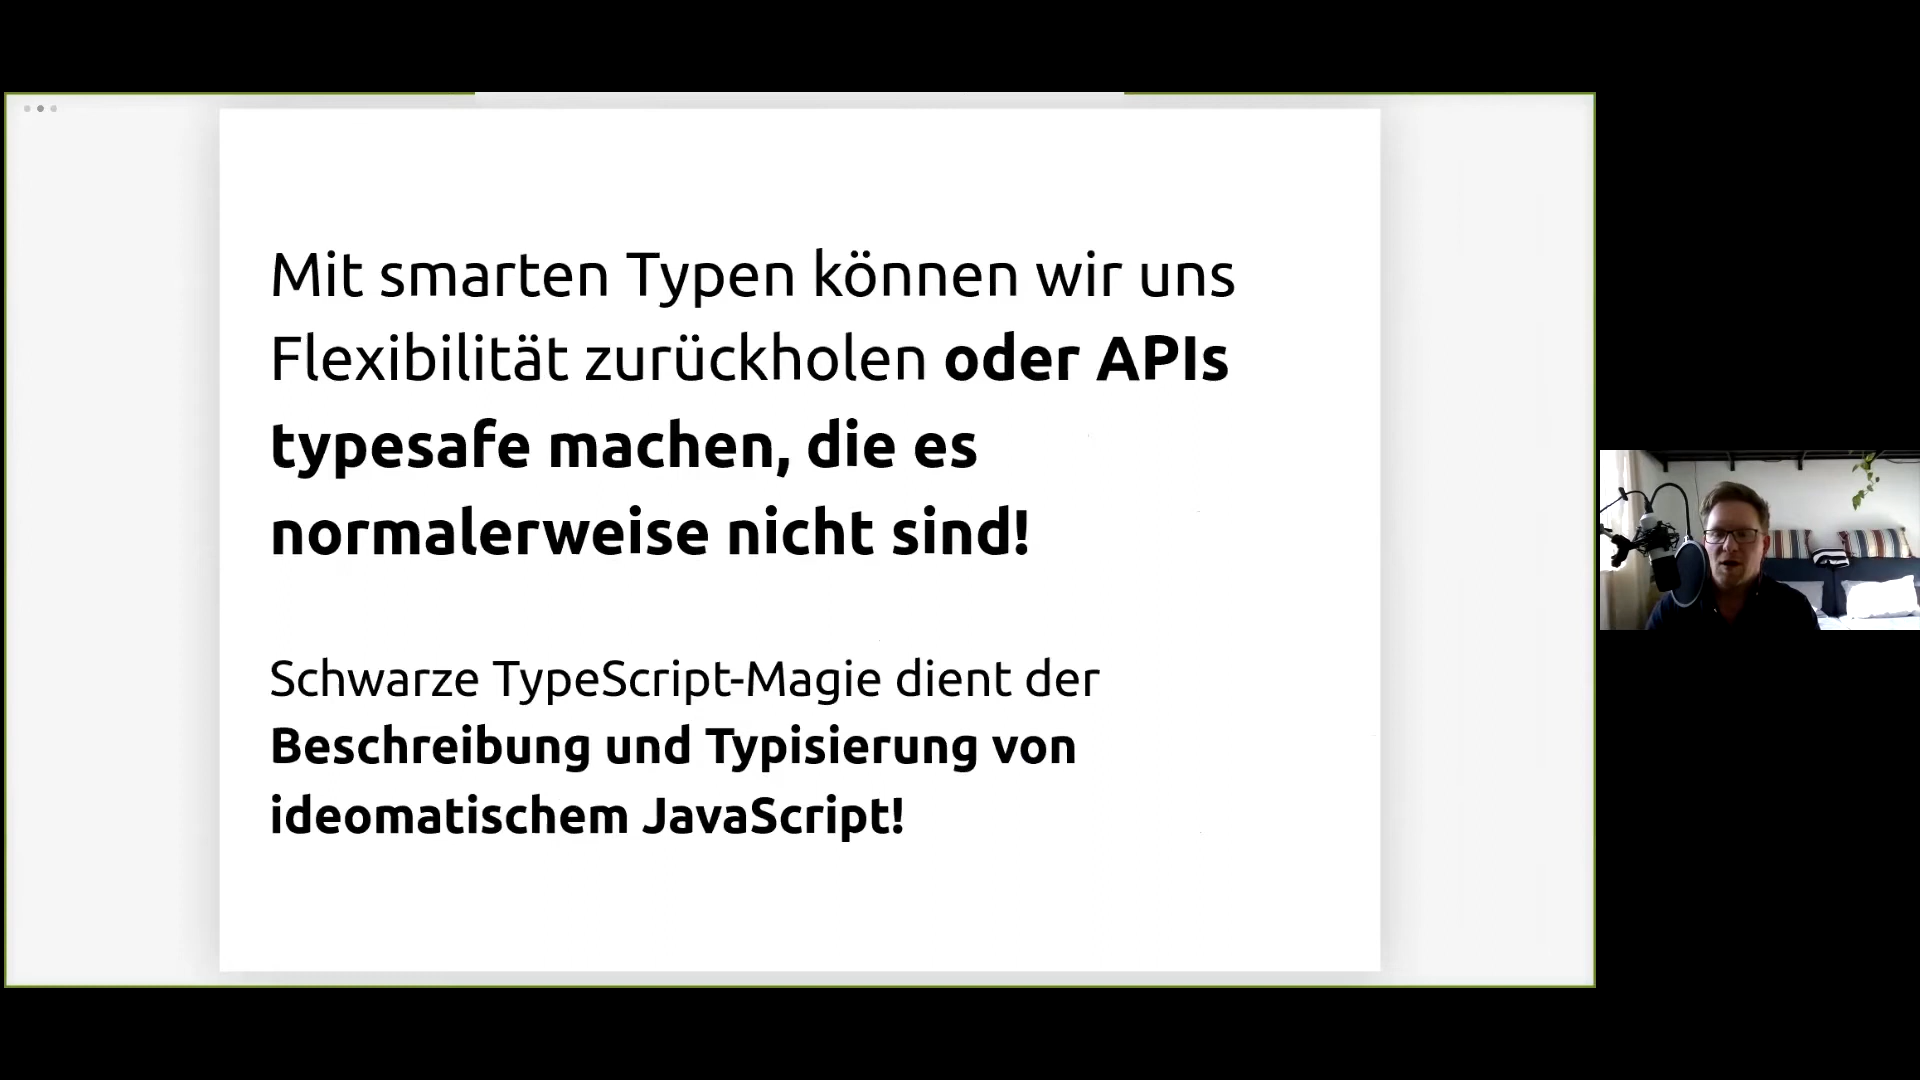 Mit smarten Typen können wir uns
Flexibilität zurückholen oder APIs
typesafe machen, die es
normalerweise nicht sind!
Schwarze TypeScript-Magie dient der
Beschreibung und Typisierung von
ideomatischem JavaScript!